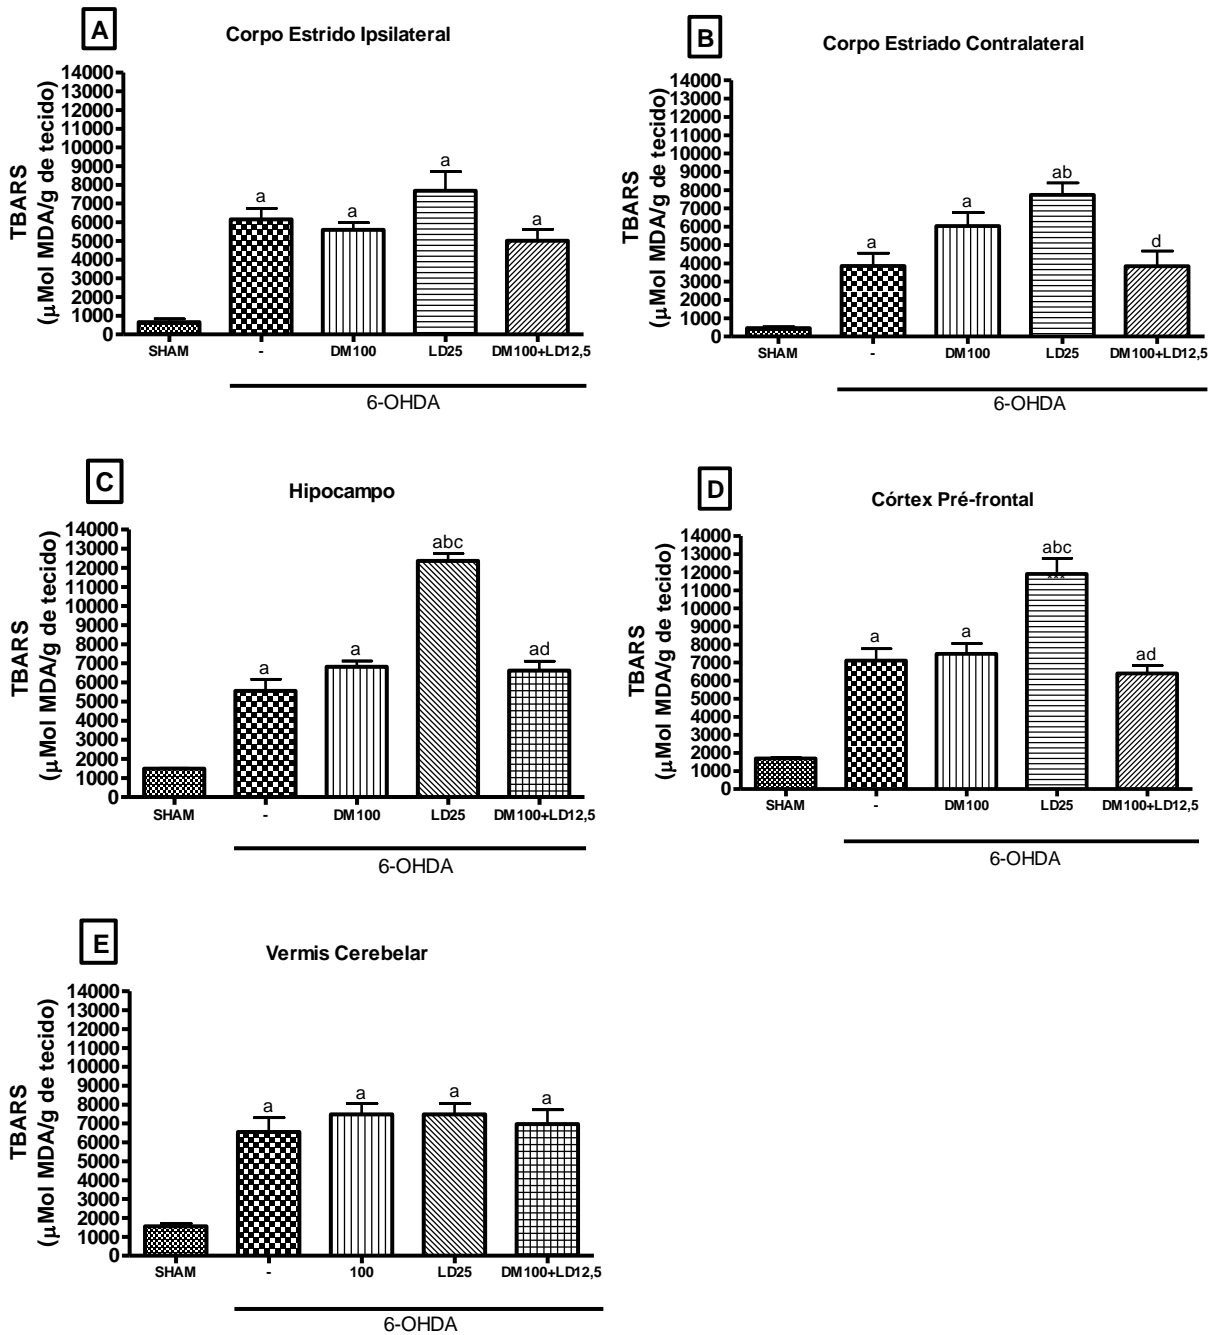 A
Corpo Estrido Ipsilateral
TBARS
(µMol MDA/g de tecido)
14000
13000
12000
11000
10000
9000
8000
7000
6000
5000
4000
3000
2000
1000
0
a
a
a
a
SHAM - DM100 LD25 DM100+LD12,5
6-OHDA
B
Corpo Estriado Contralateral
TBARS
(µMol MDA/g de tecido)
14000
13000
12000
11000
10000
9000
8000
7000
6000
5000
4000
3000
2000
1000
0
a
a
ab
d
SHAM - DM100 LD25 DM100+LD12,5
6-OHDA
C
Hipocampo
TBARS
(µMol MDA/g de tecido)
14000
13000
12000
11000
10000
9000
8000
7000
6000
5000
4000
3000
2000
1000
0
a
a
abc
ad
SHAM - DM100 LD25 DM100+LD12,5
6-OHDA
D
Córtex Pré-frontal
TBARS
(µMol MDA/g de tecido)
14000
13000
12000
11000
10000
9000
8000
7000
6000
5000
4000
3000
2000
1000
0
a
a
abc
ad
SHAM - DM100 LD25 DM100+LD12,5
6-OHDA
E
Vermis Cerebelar
TBARS
(µMol MDA/g de tecido)
14000
13000
12000
11000
10000
9000
8000
7000
6000
5000
4000
3000
2000
1000
0
a
a
a
a
SHAM - 100 LD25 DM100+LD12,5
6-OHDA